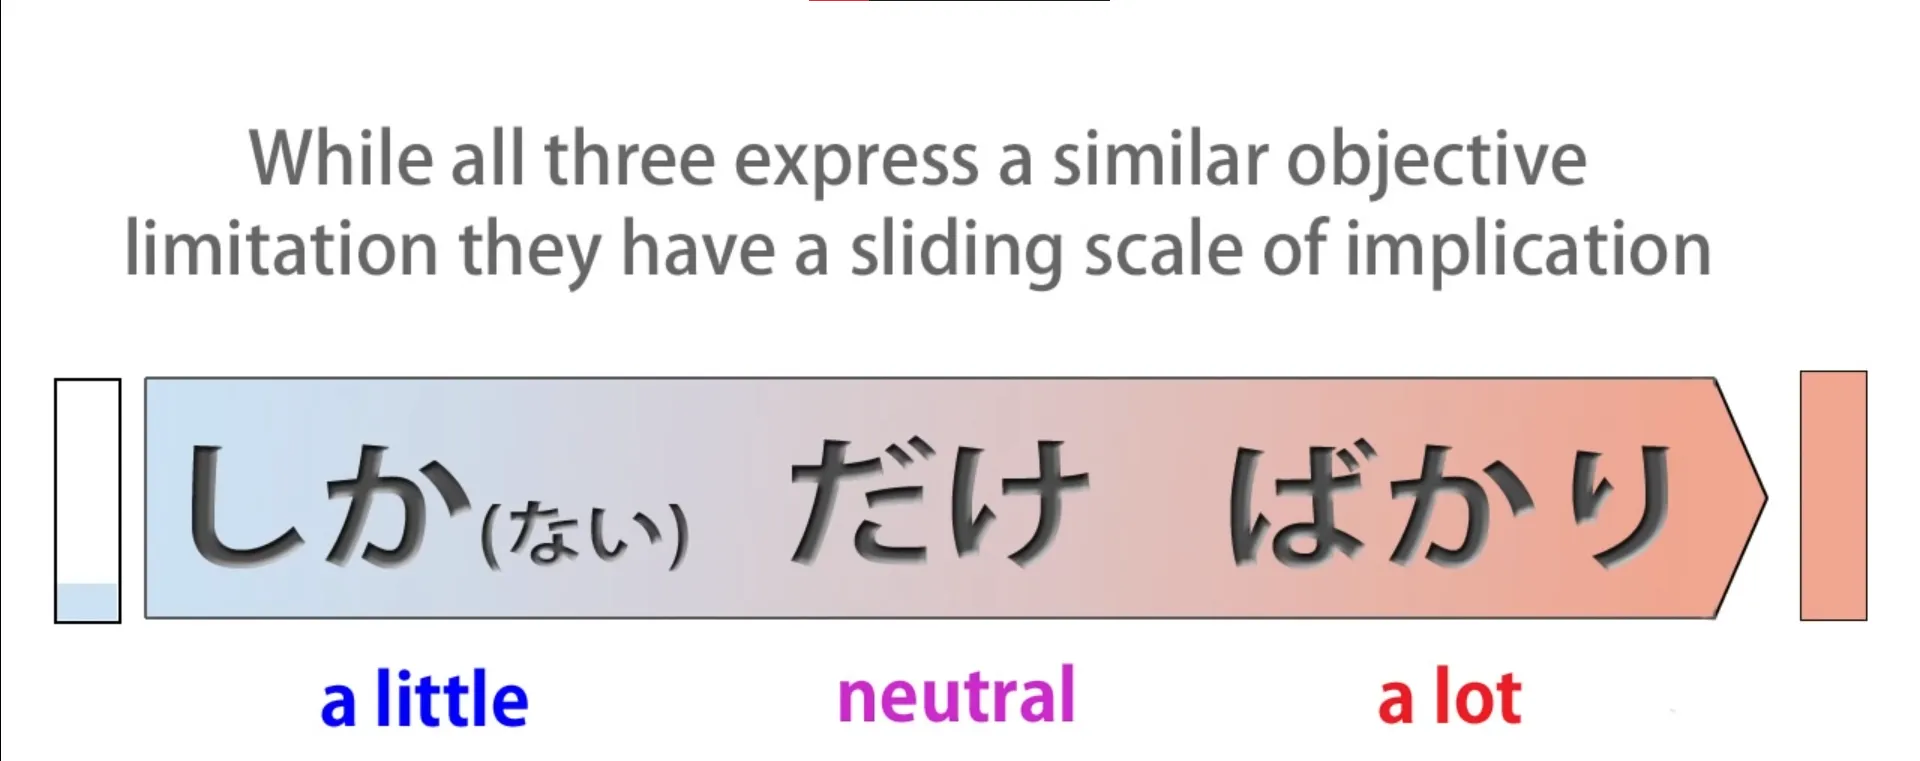 While all three express a similar objective
limitation they have a sliding scale of implication
しか(ない) だけ ばかり
a little neutral a lot